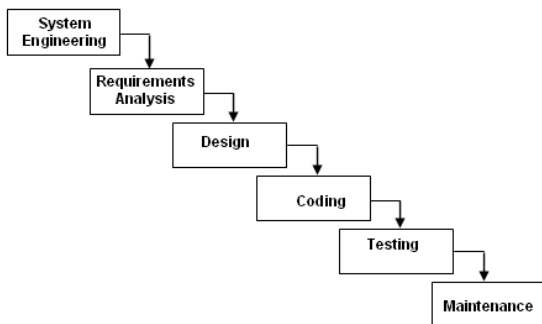 System
Engineering
Requirements
Analysis
Design
Coding
Testing
Maintenance